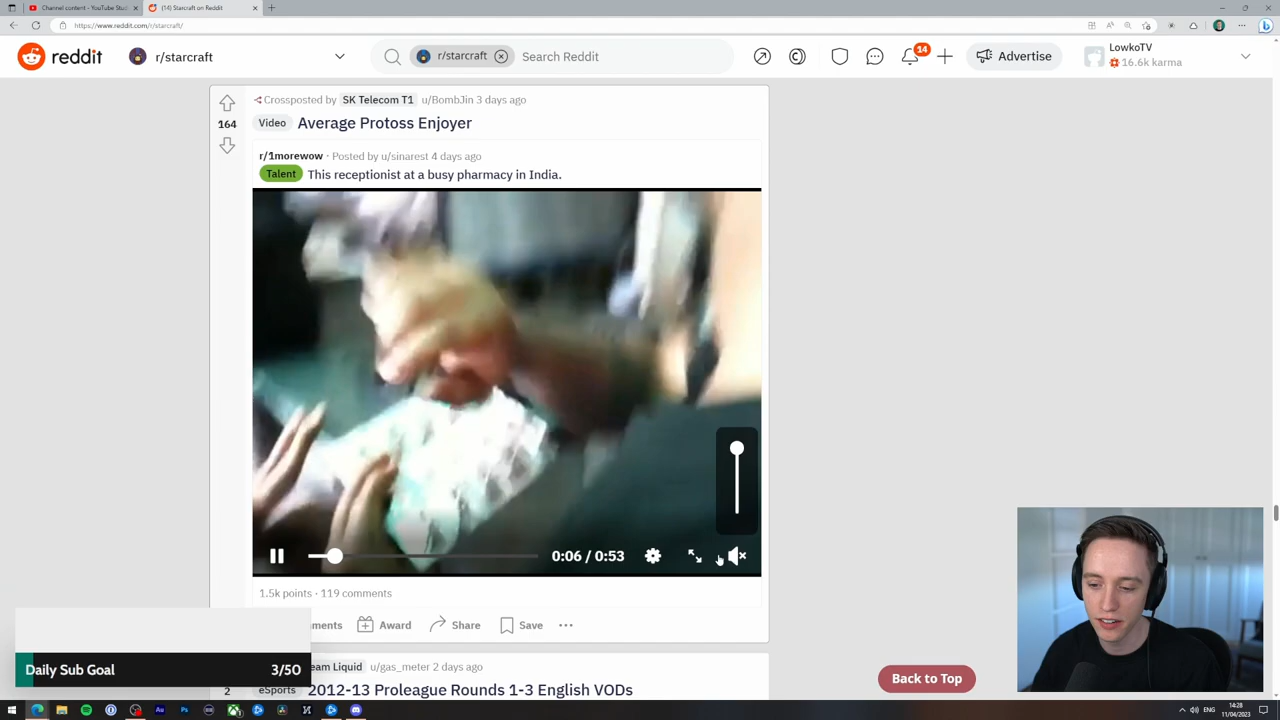 Channel content - YouTube Stud
(14) Starcraft on Reddit
https://www.reddit.com/r/starcraft/
reddit
r/starcraft
r/starcraft
Search Reddit
14
Advertise
LowkoTV
16.6k karma
Crossposted by SK Telecom T1 u/BombJin 3 days ago
164
Video Average Protoss Enjoyer
r/1morewow · Posted by u/sinarest 4 days ago
Talent This receptionist at a busy pharmacy in India.
0:06 / 0:53
1.5k points · 119 comments
ments Award Share Save
Daily Sub Goal 3/50
eam Liquid u/gas_meter 2 days ago
2 eSports 2012-13 Proleague Rounds 1-3 English VODs
Back to Top
ENG
14:28
11/04/2023